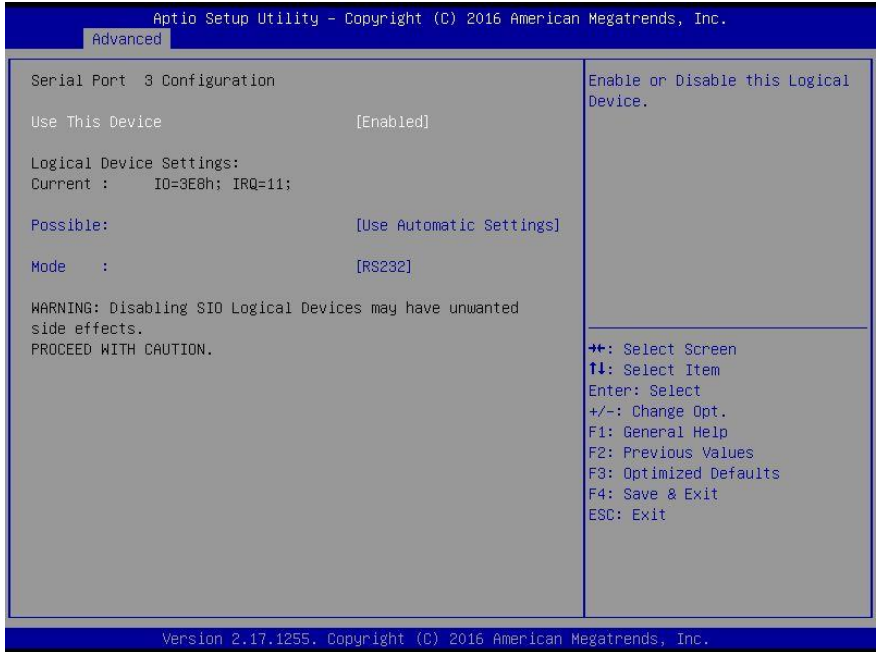 Aptio Setup Utility – Copyright (C) 2016 American Megatrends, Inc.
Advanced
Serial Port 3 Configuration
Use This Device [Enabled]
Logical Device Settings:
Current : IO=3E8h; IRQ=11;
Possible: [Use Automatic Settings]
Mode : [RS232]
WARNING: Disabling SIO Logical Devices may have unwanted
side effects.
PROCEED WITH CAUTION.
Enable or Disable this Logical
Device.
→←: Select Screen
↑↓: Select Item
Enter: Select
+/-: Change Opt.
F1: General Help
F2: Previous Values
F3: Optimized Defaults
F4: Save & Exit
ESC: Exit
Version 2.17.1255. Copyright (C) 2016 American Megatrends, Inc.